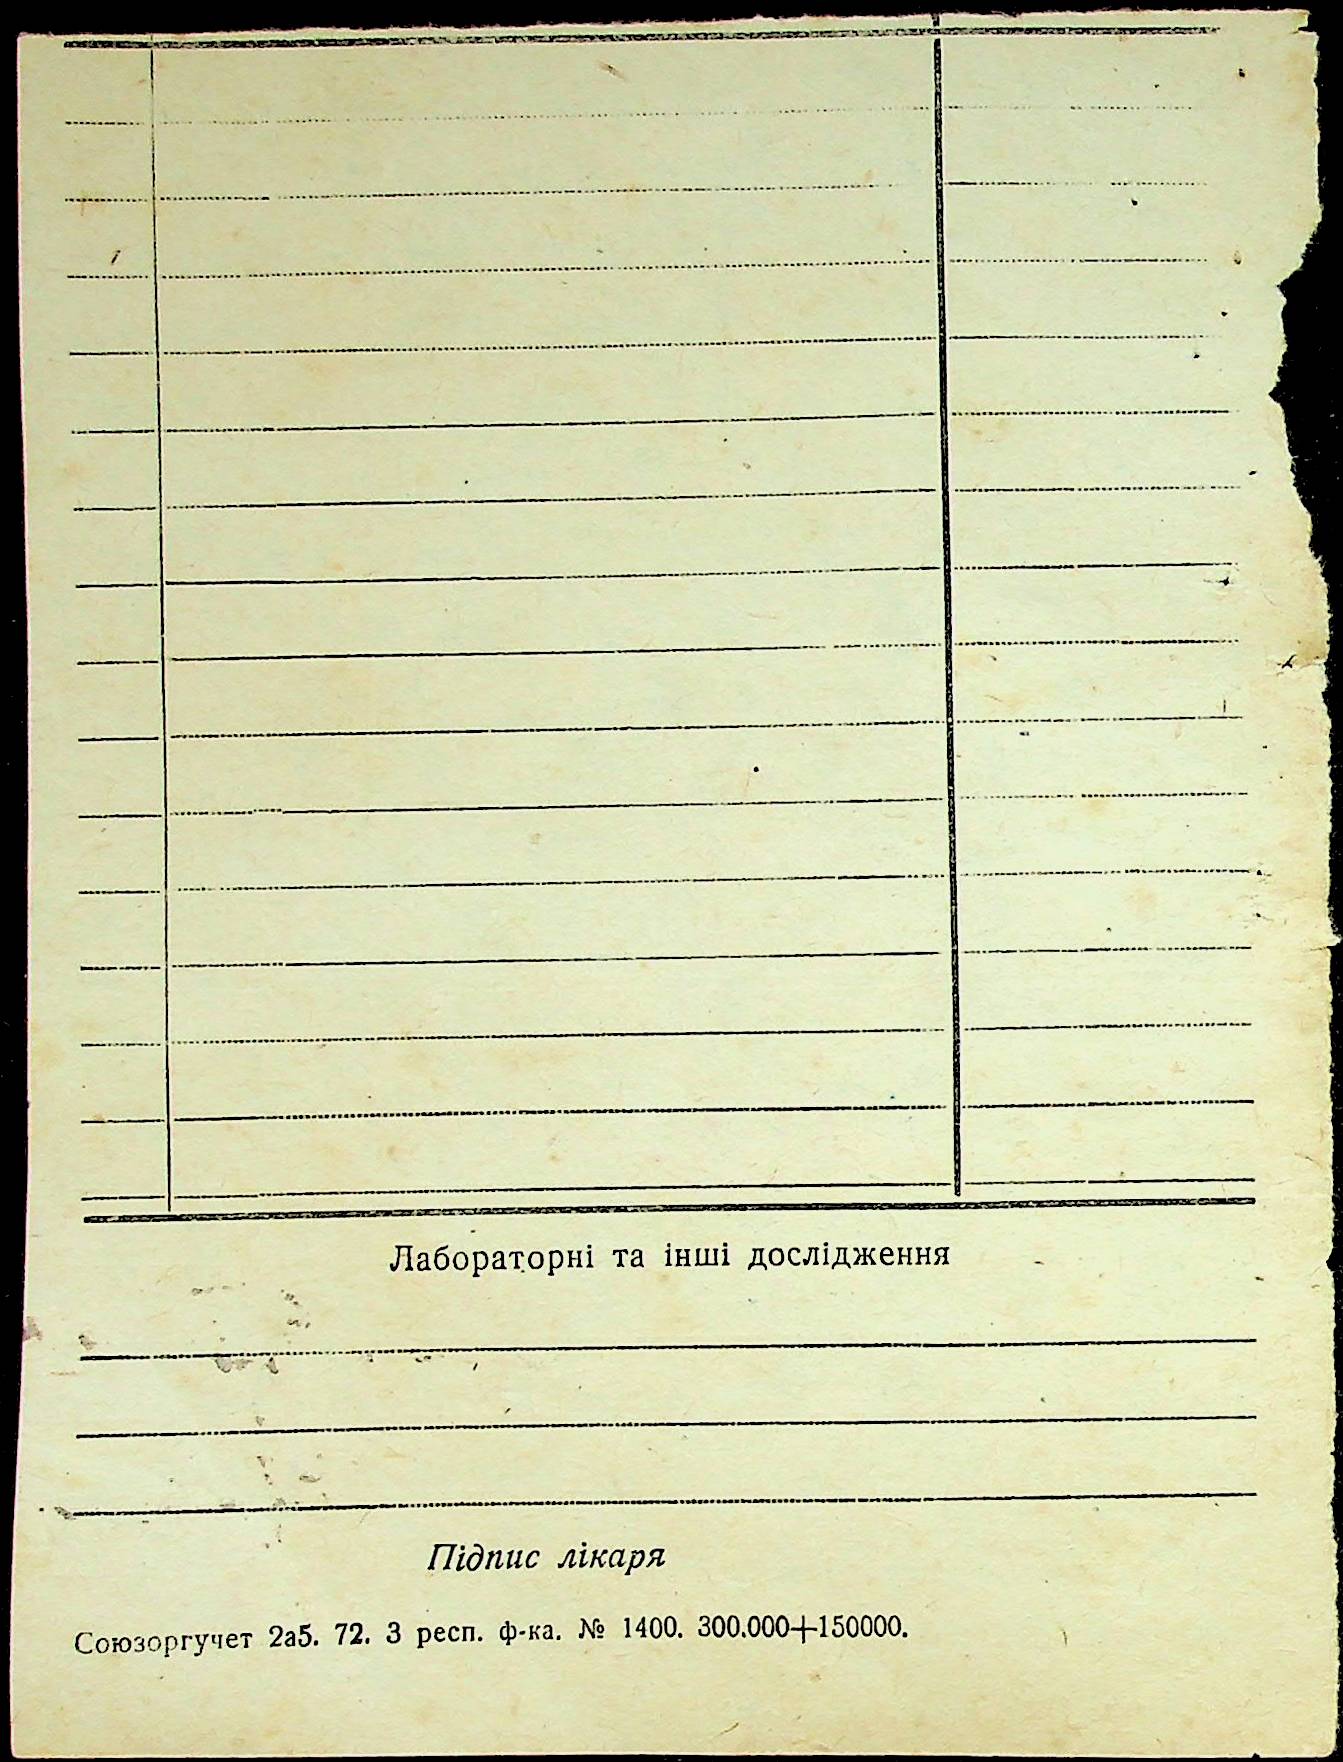 Лабораторні та інші дослідження
Підпис лікаря
Союзоргучет 2а5. 72. 3 респ. ф-ка. № 1400. 300.000+150000.